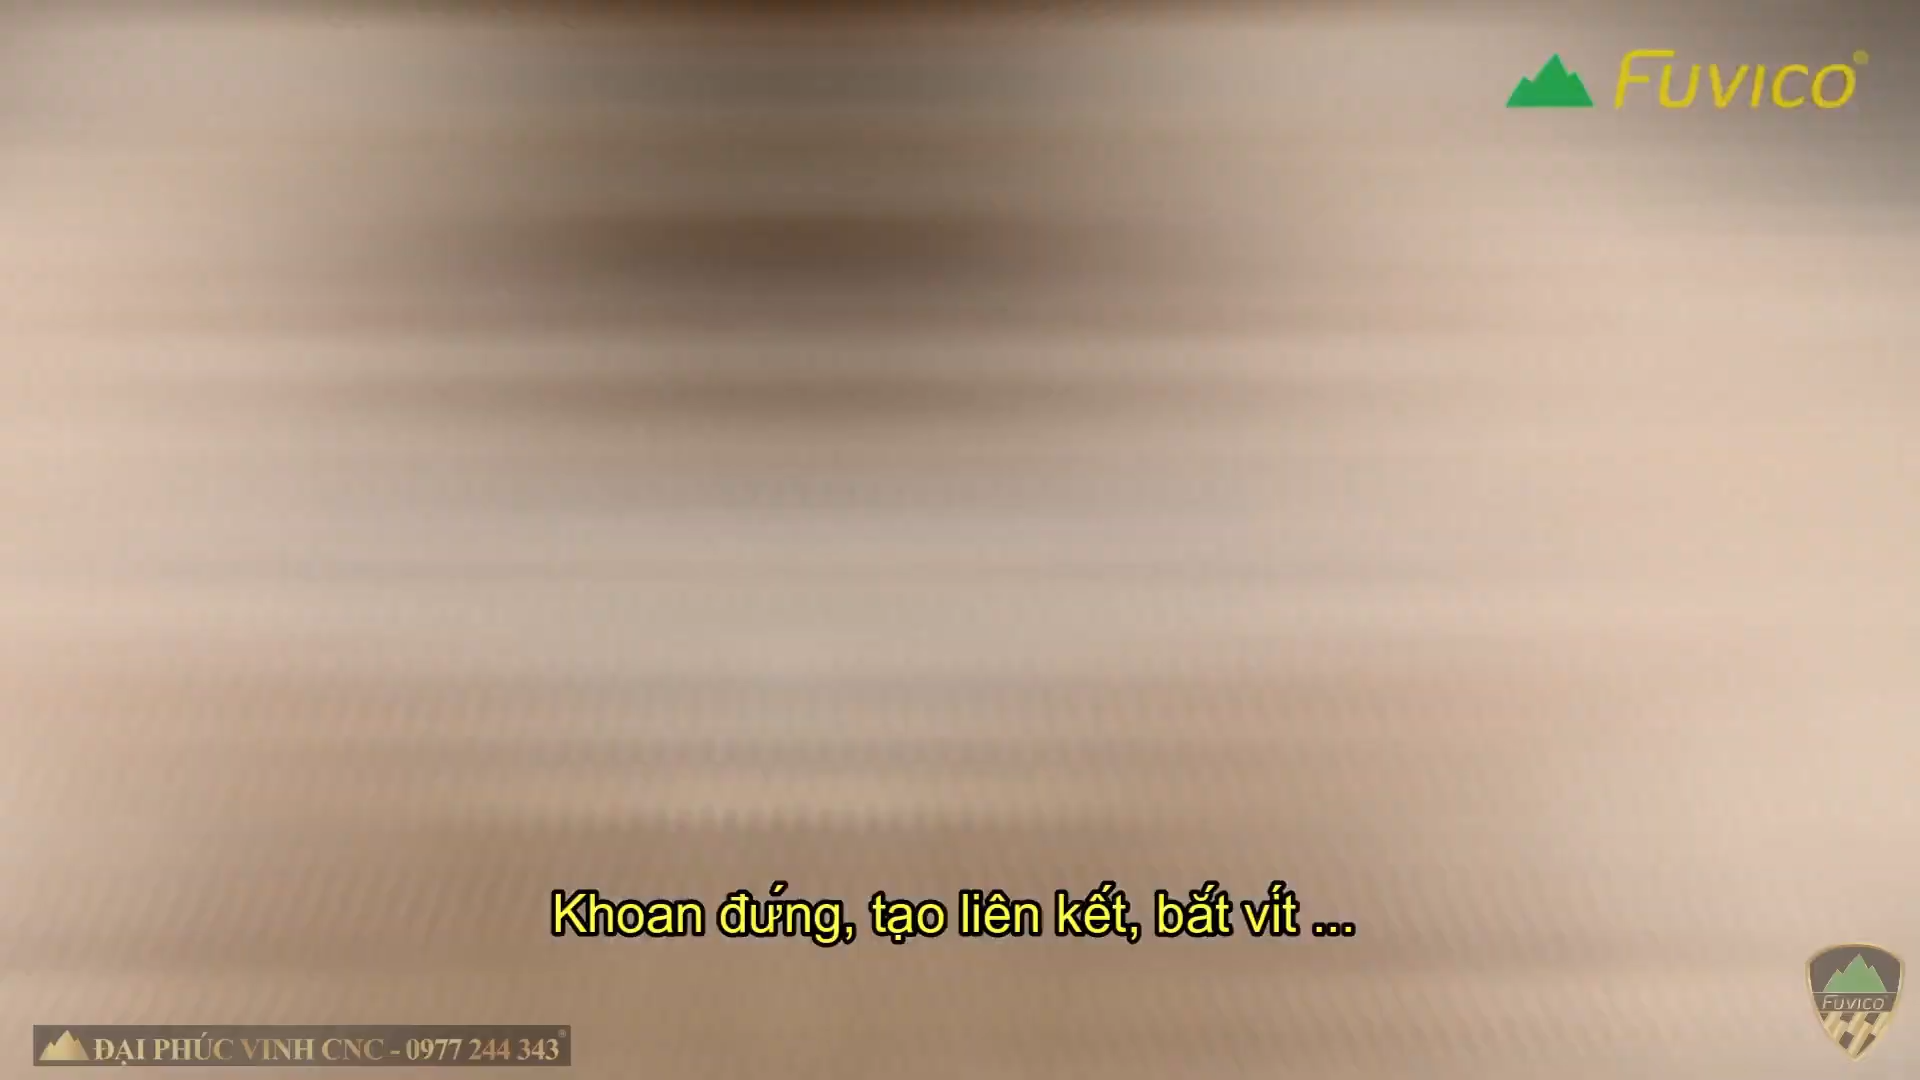 Fuvico®
Khoan đứng, tạo liên kết, bắt vít ...
Fuvico
ĐẠI PHÚC VINH CNC - 0977 244 343®